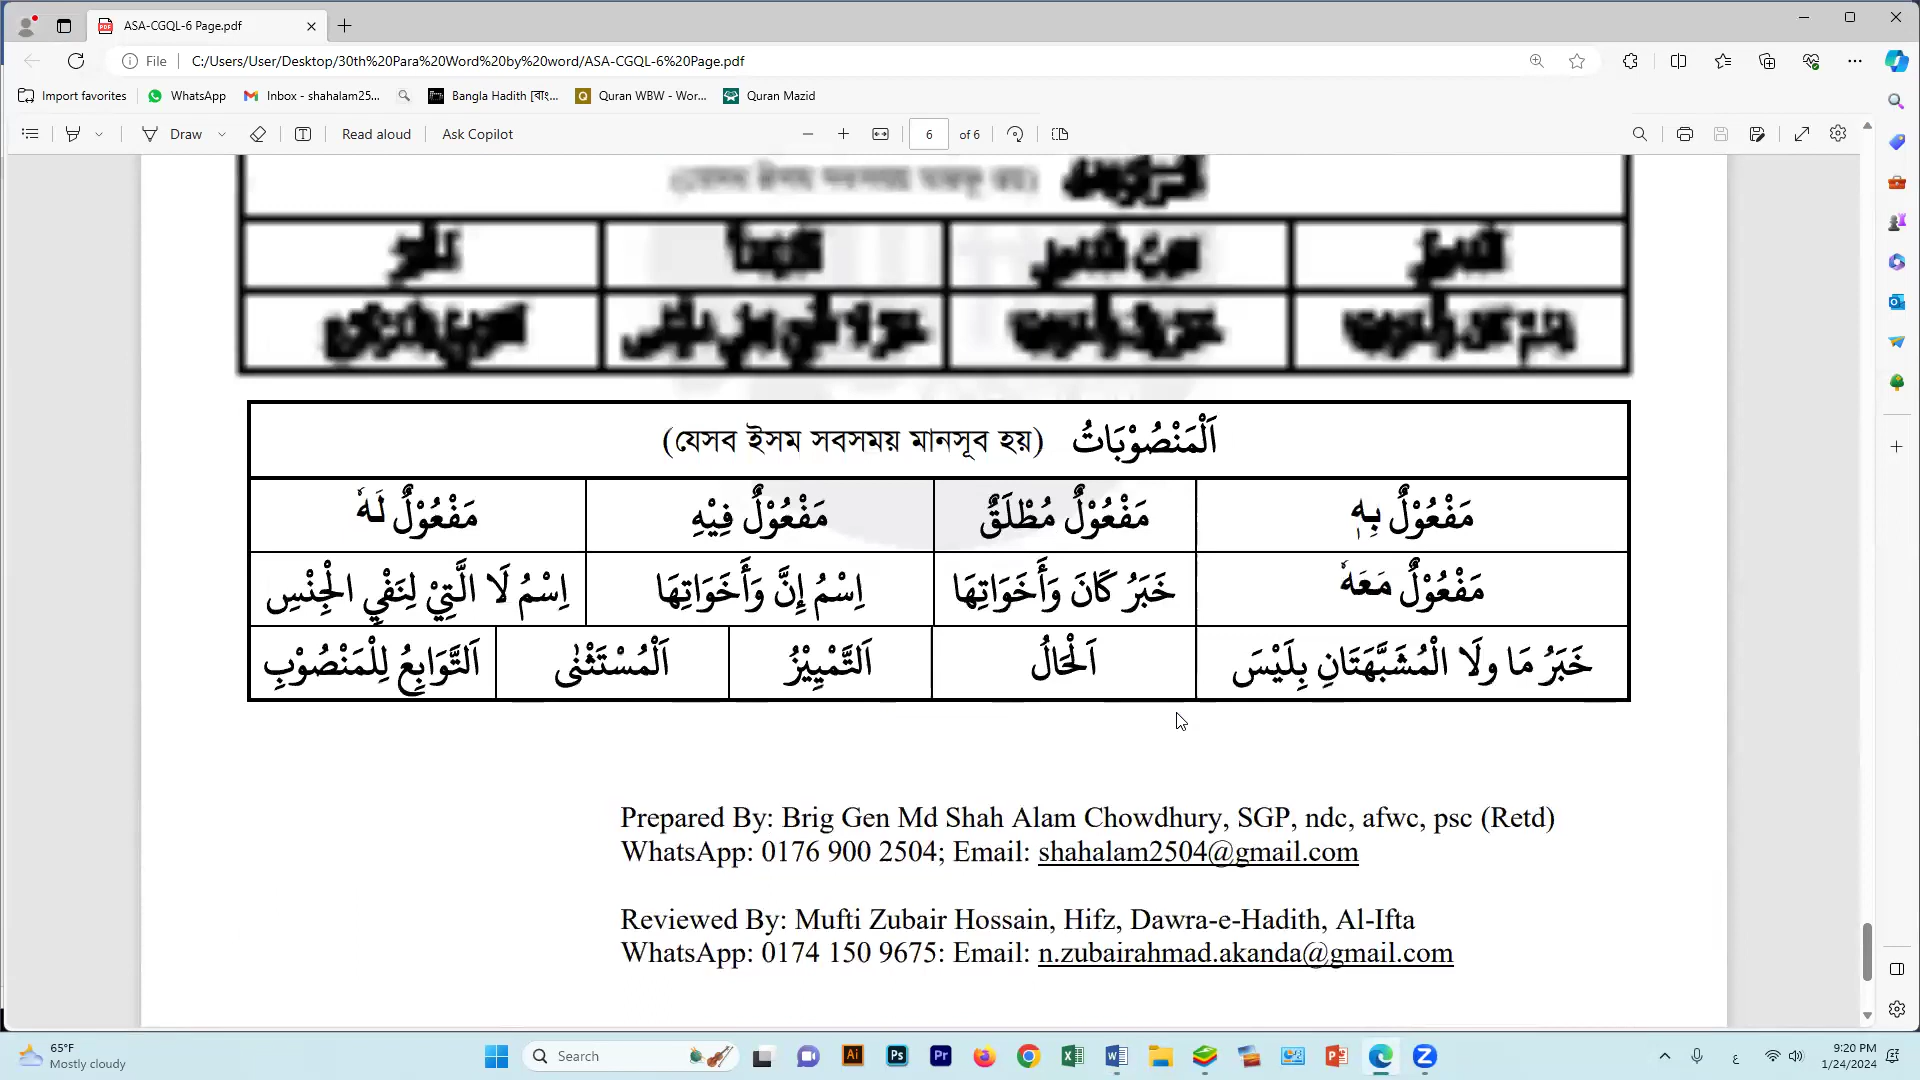 ASA-CGQL-6 Page.pdf
File C:/Users/User/Desktop/30th%20Para%20Word%20by%20word/ASA-CGQL-6%20Page.pdf
Import favorites WhatsApp Inbox - shahalam25... Bangla Hadith [বাং... Quran WBW - Wor... Quran Mazid
Draw Read aloud Ask Copilot 6 of 6
اَلْمَنْصُوْبَاتُ (যেসব ইসম সবসময় মানসূব হয়)
مَفْعُوْلٌ بِهٖ مَفْعُوْلٌ مُطْلَقٌ مَفْعُوْلٌ فِيْهِ مَفْعُوْلٌ لَهٗ
مَفْعُوْلٌ مَعَهٗ خَبَرُ كَانَ وَأَخَوَاتِهَا اِسْمُ إِنَّ وَأَخَوَاتِهَا اِسْمُ لَا الَّتِيْ لِنَفْيِ الْجِنْسِ
خَبَرُ مَا ولَا الْمُشَبَّهَتَانِ بِلَيْسَ اَلْحَالُ اَلتَّمْيِيْزُ اَلْمُسْتَثْنٰى اَلتَّوَابِعُ لِلْمَنْصُوْبِ
Prepared By: Brig Gen Md Shah Alam Chowdhury, SGP, ndc, afwc, psc (Retd)
WhatsApp: 0176 900 2504; Email: shahalam2504@gmail.com
Reviewed By: Mufti Zubair Hossain, Hifz, Dawra-e-Hadith, Al-Ifta
WhatsApp: 0174 150 9675: Email: n.zubairahmad.akanda@gmail.com
65°F
Mostly cloudy
Search
Ai Ps Pr
ع
9:20 PM
1/24/2024